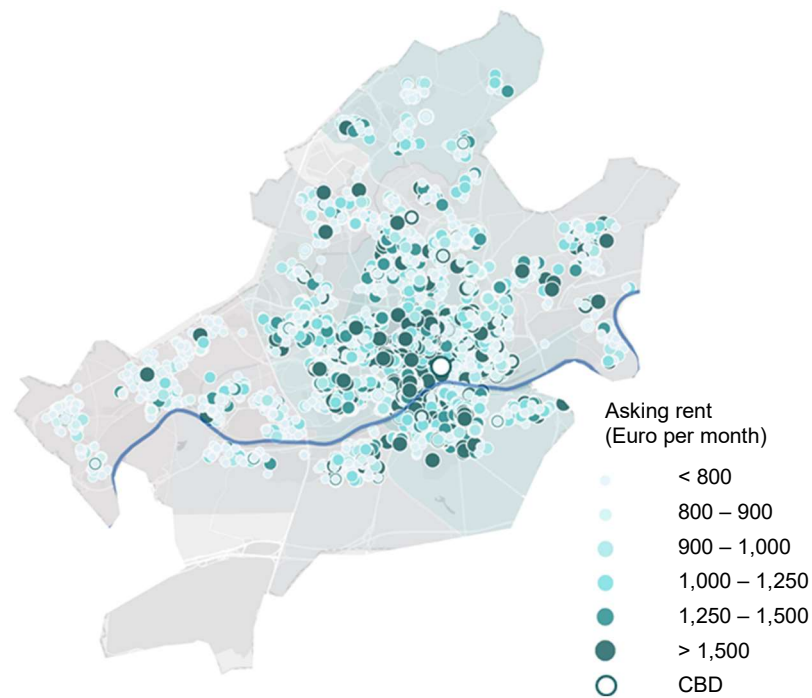 Asking rent
(Euro per month)
< 800
800 – 900
900 – 1,000
1,000 – 1,250
1,250 – 1,500
> 1,500
CBD